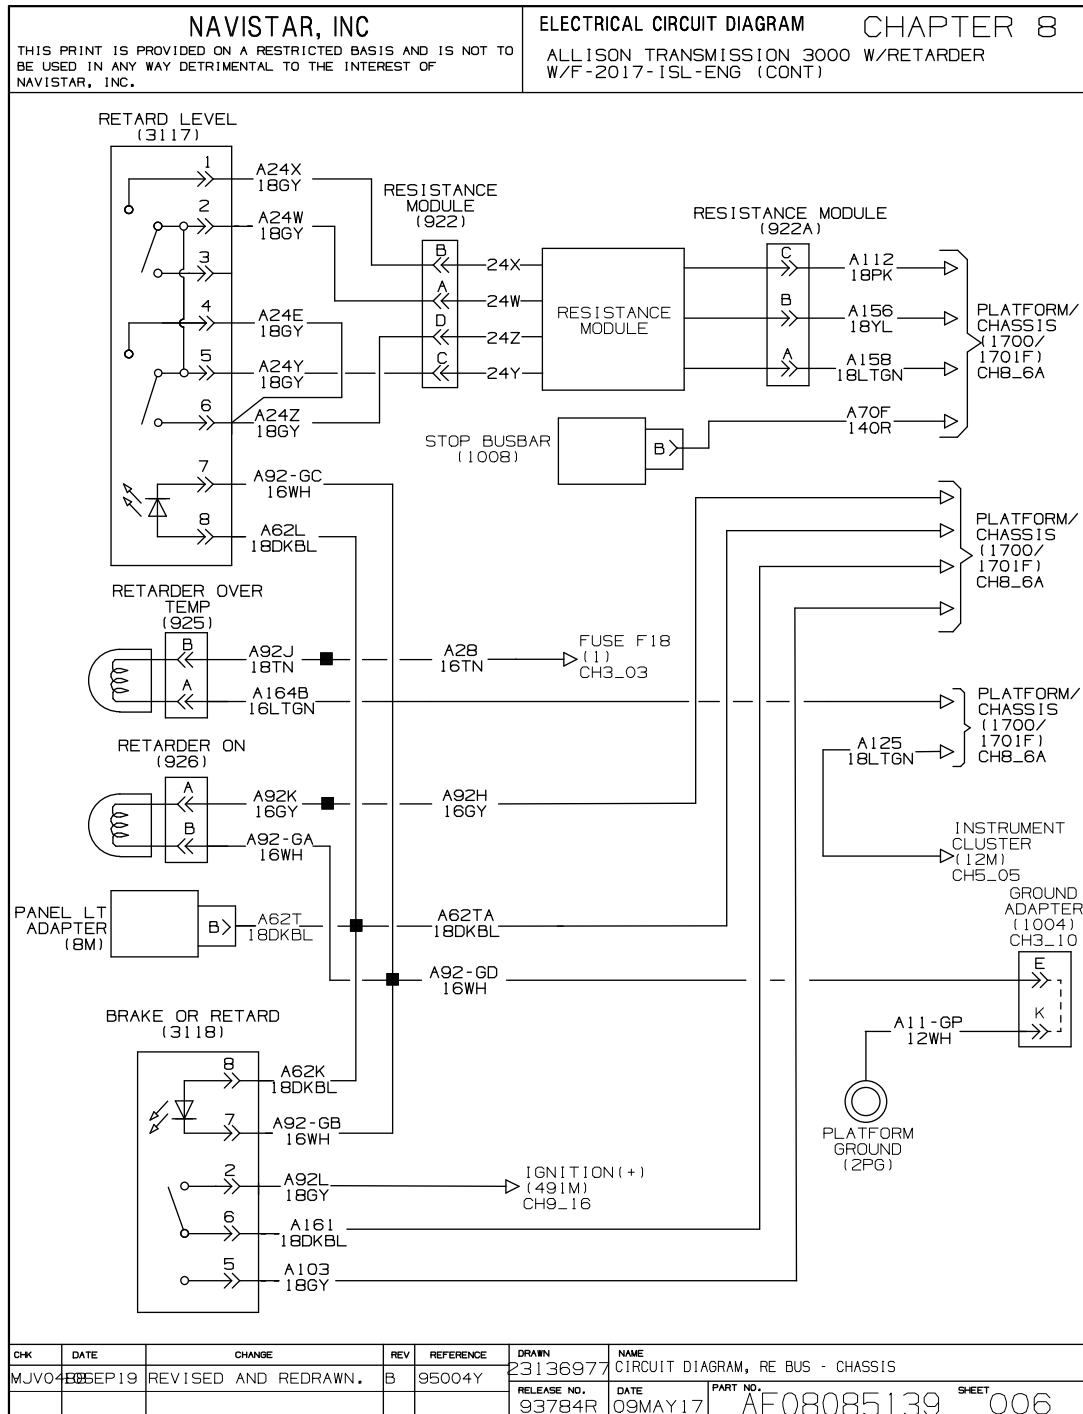 NAVISTAR, INC
THIS PRINT IS PROVIDED ON A RESTRICTED BASIS AND IS NOT TO
BE USED IN ANY WAY DETRIMENTAL TO THE INTEREST OF
NAVISTAR, INC.
ELECTRICAL CIRCUIT DIAGRAM
CHAPTER 8
ALLISON TRANSMISSION 3000 W/RETARDER
W/F-2017-ISL-ENG (CONT)
RETARD LEVEL
(3117)
1
A24X
18GY
2
A24W
18GY
3
4
A24E
18GY
5
A24Y
18GY
6
A24Z
18GY
7
A92-GC
16WH
8
A62L
18DKBL
RESISTANCE
MODULE
(922)
B
24X
A
24W
D
24Z
C
24Y
RESISTANCE
MODULE
RESISTANCE MODULE
(922A)
C
A112
18PK
B
A156
18YL
A
A158
18LTGN
A70F
14OR
PLATFORM/
CHASSIS
(1700/
1701F)
CH8_6A
STOP BUSBAR
(1008)
B
PLATFORM/
CHASSIS
(1700/
1701F)
CH8_6A
RETARDER OVER
TEMP
(925)
B
A92J
18TN
A28
16TN
FUSE F18
(1)
CH3_03
A
A164B
16LTGN
PLATFORM/
CHASSIS
(1700/
1701F)
CH8_6A
A125
18LTGN
RETARDER ON
(926)
A
A92K
16GY
A92H
16GY
B
A92-GA
16WH
INSTRUMENT
CLUSTER
(12M)
CH5_05
PANEL LT
ADAPTER
(8M)
B
A62T
18DKBL
A62TA
18DKBL
A92-GD
16WH
GROUND
ADAPTER
(1004)
CH3_10
E
K
A11-GP
12WH
PLATFORM
GROUND
(2PG)
BRAKE OR RETARD
(3118)
8
A62K
18DKBL
7
A92-GB
16WH
2
A92L
18GY
IGNITION(+)
(491M)
CH9_16
6
A161
18DKBL
5
A103
18GY
CHK DATE CHANGE REV REFERENCE
REVISED AND REDRAWN. B 95004Y
DRAWN
23136977
NAME
CIRCUIT DIAGRAM, RE BUS - CHASSIS
RELEASE NO.
93784R
DATE
09MAY17
PART NO.
AF08085139
SHEET
006